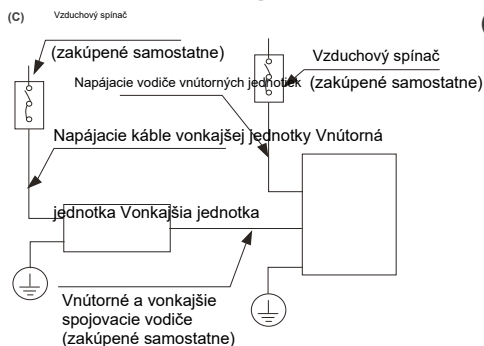 (C) Vzduchový spínač
(zakúpené samostatne)
Vzduchový spínač
Napájacie vodiče vnútorných jednotiek (zakúpené samostatne)
Napájacie káble vonkajšej jednotky Vnútorná
jednotka Vonkajšia jednotka
Vnútorné a vonkajšie
spojovacie vodiče
(zakúpené samostatne)